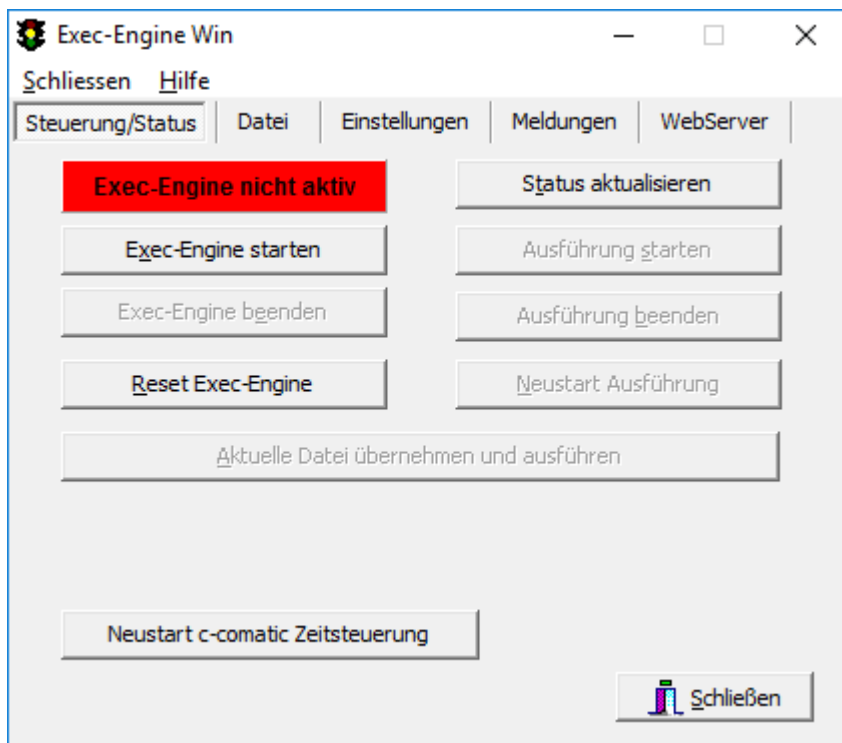 Exec-Engine Win
Schliessen Hilfe
Steuerung/Status Datei Einstellungen Meldungen WebServer
Exec-Engine nicht aktiv Status aktualisieren
Exec-Engine starten Ausführung starten
Exec-Engine beenden Ausführung beenden
Reset Exec-Engine Neustart Ausführung
Aktuelle Datei übernehmen und ausführen
Neustart c-comatic Zeitsteuerung
Schließen